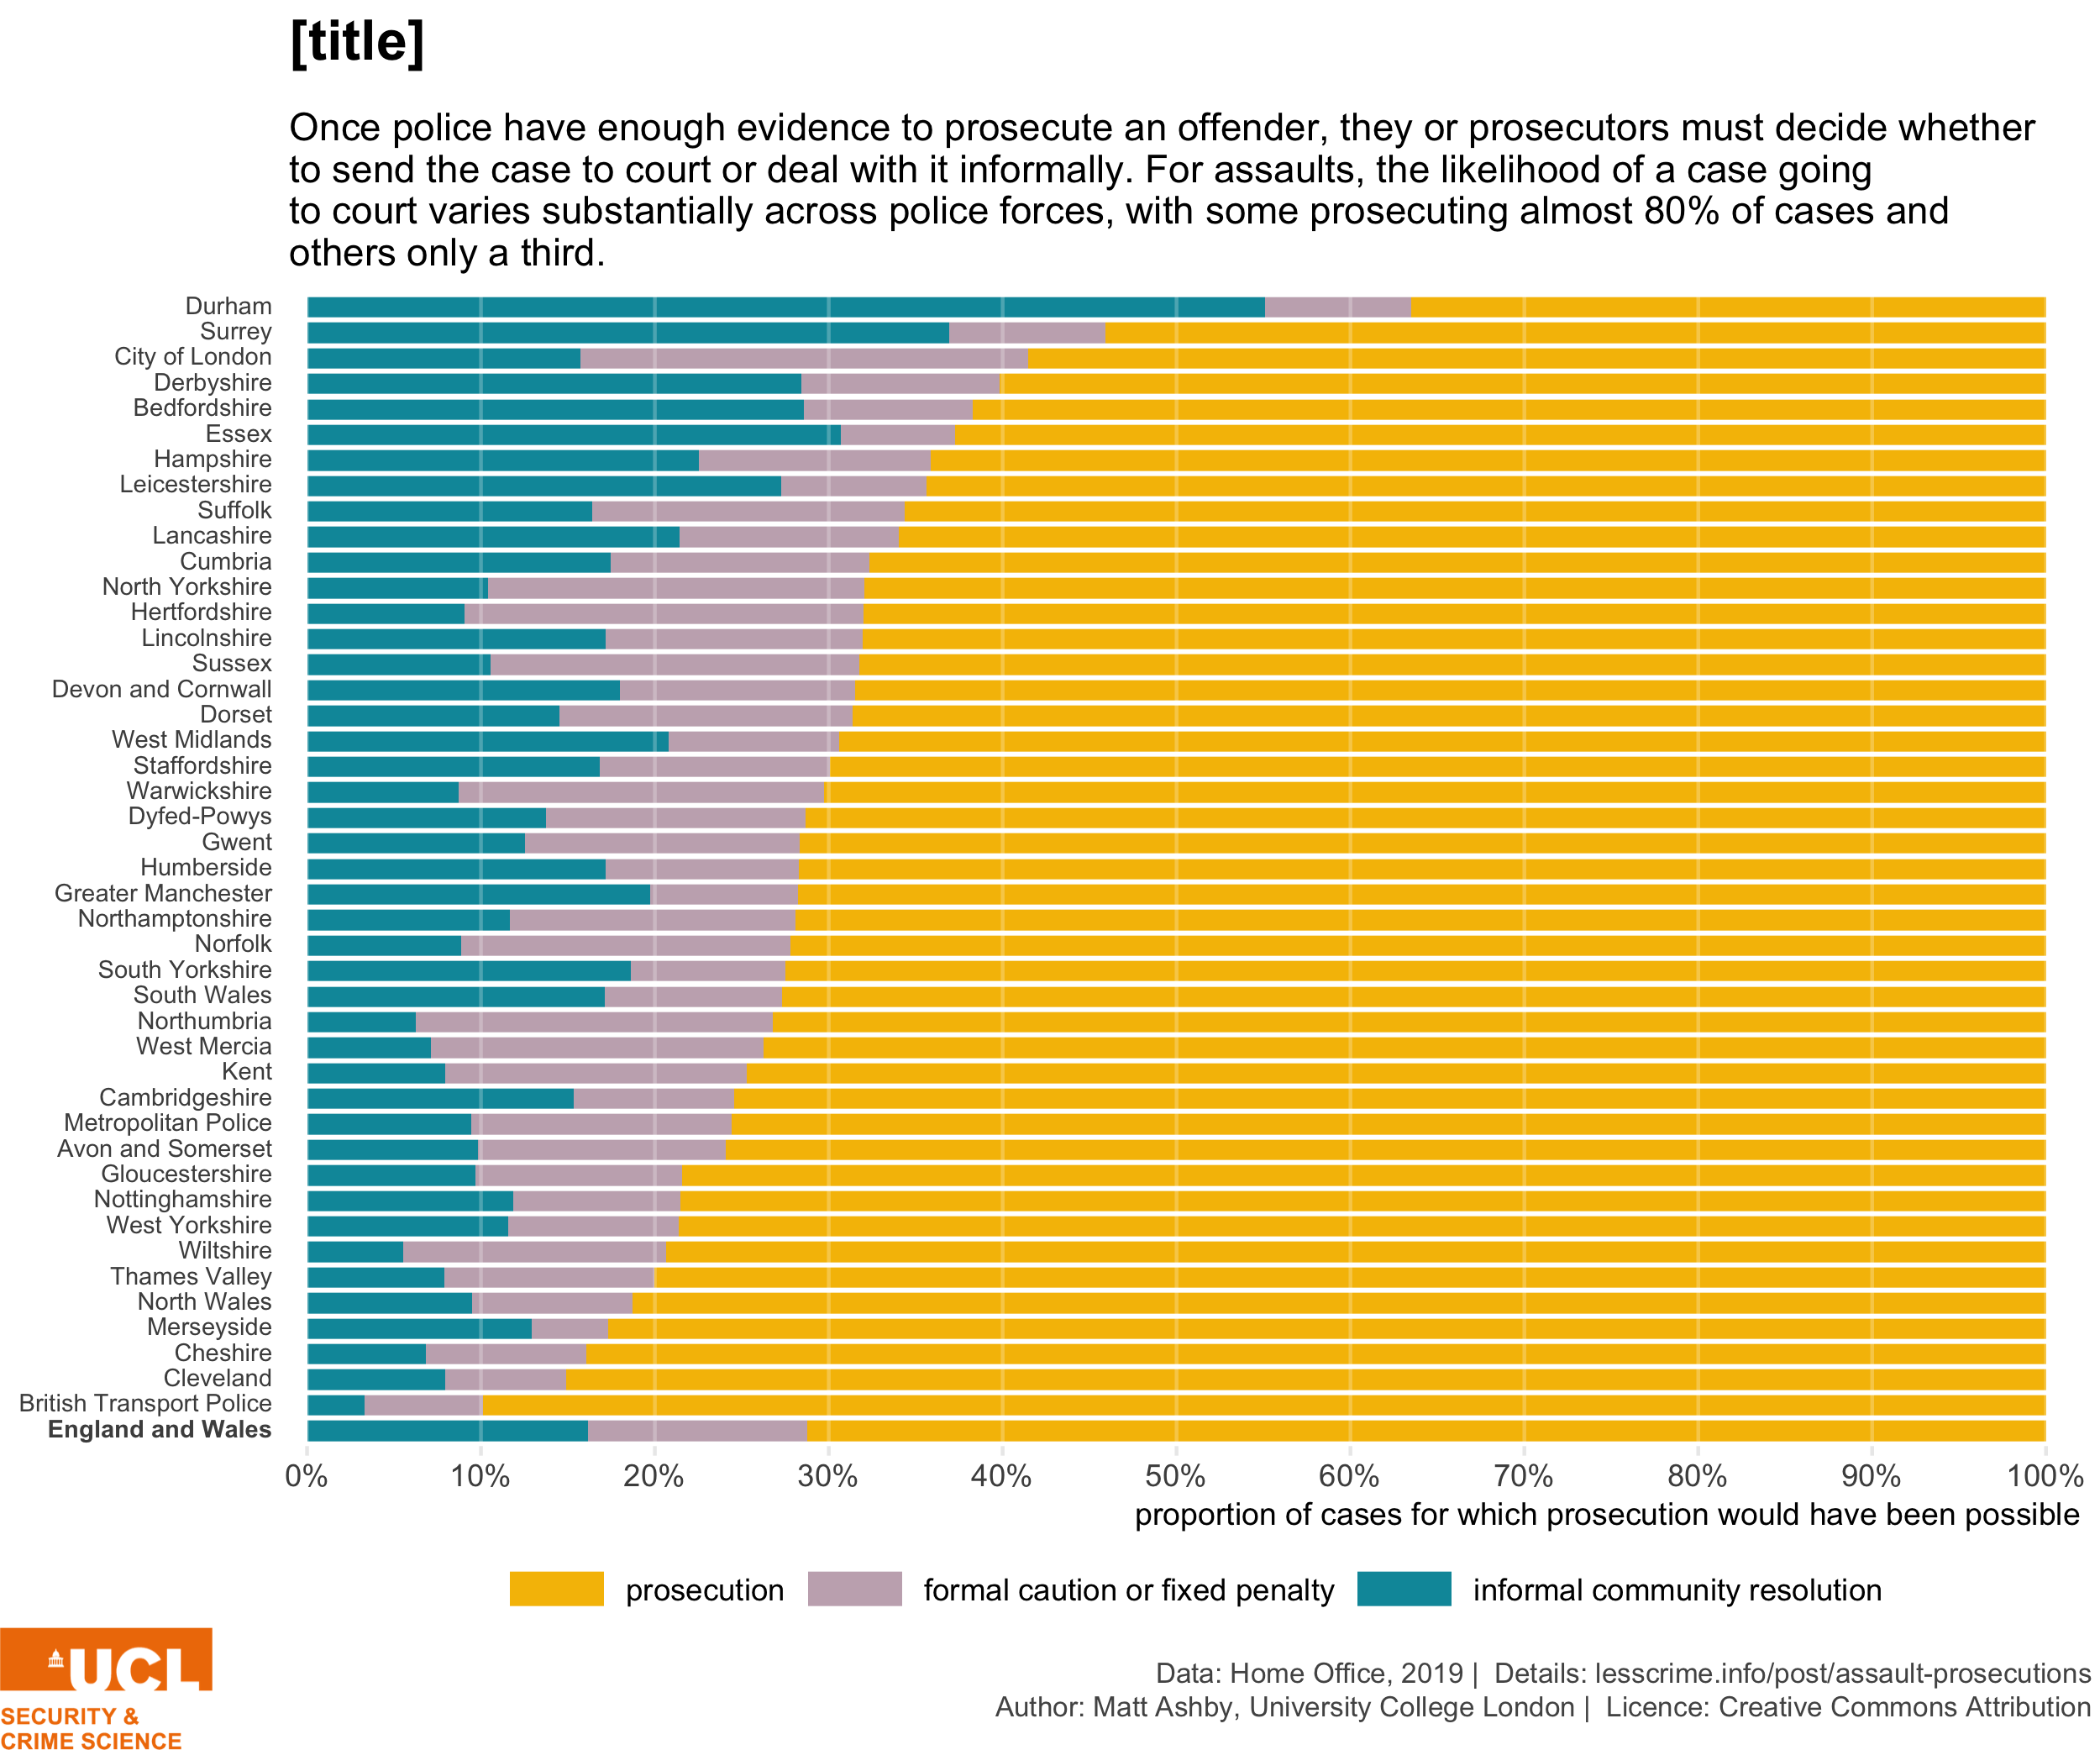 [title]
Once police have enough evidence to prosecute an offender, they or prosecutors must decide whether
to send the case to court or deal with it informally. For assaults, the likelihood of a case going
to court varies substantially across police forces, with some prosecuting almost 80% of cases and
others only a third.
Durham
Surrey
City of London
Derbyshire
Bedfordshire
Essex
Hampshire
Leicestershire
Suffolk
Lancashire
Cumbria
North Yorkshire
Hertfordshire
Lincolnshire
Sussex
Devon and Cornwall
Dorset
West Midlands
Staffordshire
Warwickshire
Dyfed-Powys
Gwent
Humberside
Greater Manchester
Northamptonshire
Norfolk
South Yorkshire
South Wales
Northumbria
West Mercia
Kent
Cambridgeshire
Metropolitan Police
Avon and Somerset
Gloucestershire
Nottinghamshire
West Yorkshire
Wiltshire
Thames Valley
North Wales
Merseyside
Cheshire
Cleveland
British Transport Police
England and Wales
0% 10% 20% 30% 40% 50% 60% 70% 80% 90% 100%
proportion of cases for which prosecution would have been possible
prosecution formal caution or fixed penalty informal community resolution
UCL
SECURITY &
CRIME SCIENCE
Data: Home Office, 2019 | Details: lesscrime.info/post/assault-prosecutions
Author: Matt Ashby, University College London | Licence: Creative Commons Attribution